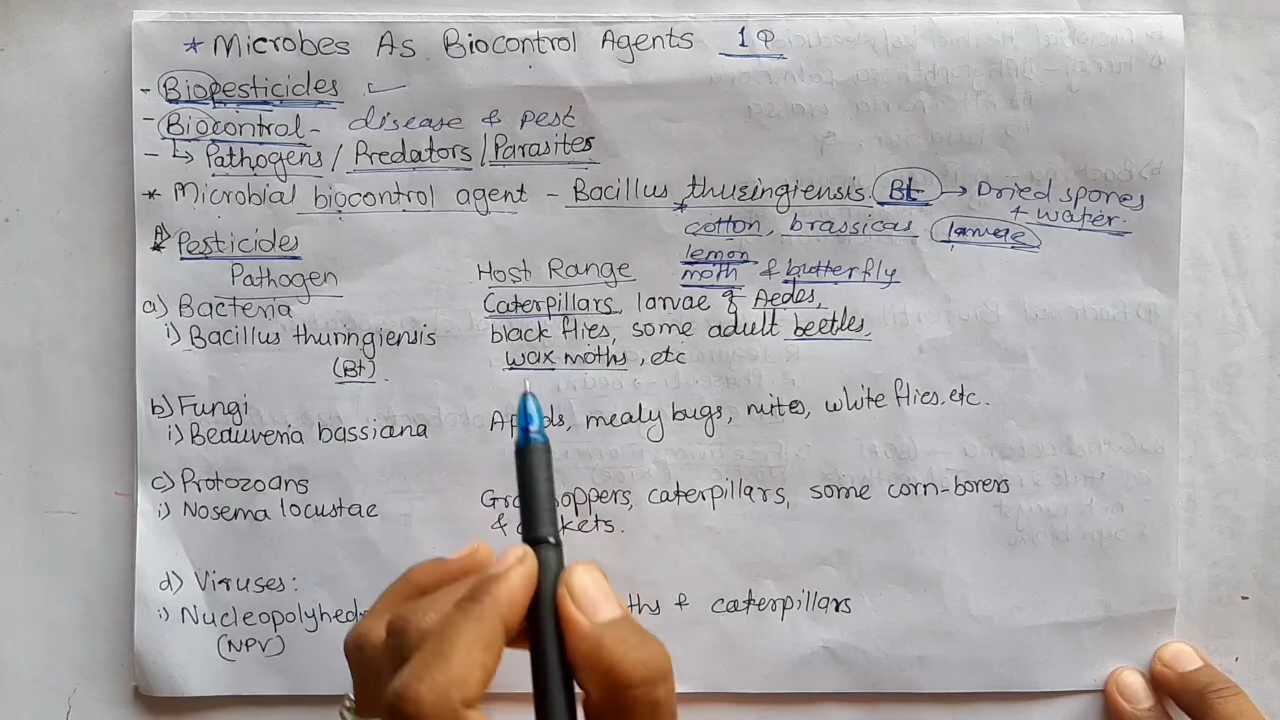 * Microbes As Biocontrol Agents 1Q
- Biopesticides
- Biocontrol - disease & pest
- ↳ Pathogens / Predators / Parasites
* Microbial biocontrol agent - Bacillus thuringiensis. Bt → Dried spores
+ water.
cotton, brassicas larvae
A) Pesticides
lemon
moth & butterfly
Pathogen Host Range
a) Bacteria Caterpillars, larvae of Aedes,
i) Bacillus thuringiensis black flies, some adult beetles,
(Bt) wax moths, etc
b) Fungi
i) Beauveria bassiana mealy bugs, mites, white flies, etc.
c) Protozoans
i) Nosema locustae caterpillars, some corn-borers
&
d) Viruses:
i) & caterpillars
(NPV)